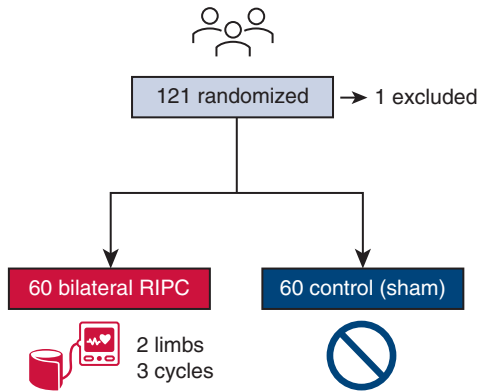 121 randomized
1 excluded
60 bilateral RIPC
60 control (sham)
2 limbs
3 cycles